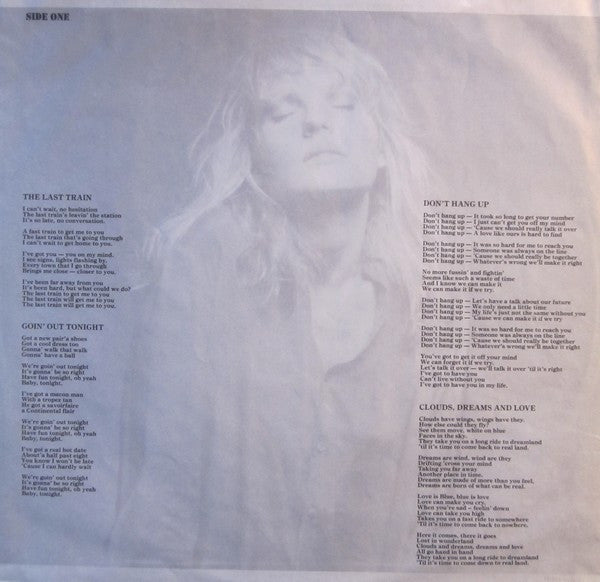 SIDE ONE
THE LAST TRAIN
I can't wait, no hesitation
The last train's leavin' the station
It's so late, no conversation.
A fast train to get me to you
The last train that's going through
I can't wait to get home to you.
I've got you — you on my mind.
I see signs, lights flashing by,
Every town that I go through
Brings me close — closer to you.
I've been far away from you
It's been hard, but what could we do?
The last train to get me to you
The last train will get me to you
The last train will get me to you.
GOIN' OUT TONIGHT
Got a new pair'a shoes
Got a cool dress too
Gonna' walk that walk
Gonna' have a ball
We're goin' out tonight
It's gonna' be so right
Have fun tonight, oh yeah
Baby, tonight.
I've got a macon man
With a tropez tan
He got a savoirfaire
a Continental flair
We're goin' out tonight
It's gonna' be so right
Have fun tonight, oh yeah
Baby, tonight.
I've got a real hot date
About'a half past eight
You know I won't be late
'Cause I can hardly wait
We're goin' out tonight
It's gonna' be so right
Have fun tonight, oh yeah
Baby, tonight.
DON'T HANG UP
Don't hang up — It took so long to get your number
Don't hang up — I just can't get you off my mind
Don't hang up — 'Cause we should really talk it over
Don't hang up — A love like ours is hard to find
Don't hang up — It was so hard for me to reach you
Don't hang up — Someone was always on the line
Don't hang up — 'Cause we should really be together
Don't hang up — Whatever's wrong we'll make it right
No more fussin' and fightin'
Seems like such a waste of time
And I know we can make it
We can make it if we try.
Don't hang up — Let's have a talk about our future
Don't hang up — We only need a little time
Don't hang up — My life's just not the same without you
Don't hang up — 'Cause we can make it if we try
Don't hang up — It was so hard for me to reach you
Don't hang up — Someone was always on the line
Don't hang up — 'Cause we should really be together
Don't hang up — Whatever's wrong we'll make it right
You've got to get it off your mind
We can forget it if we try.
Let's talk it over — we'll talk it over 'til it's right
I've got to have you
Can't live without you
I've got to have you in my life.
CLOUDS, DREAMS AND LOVE
Clouds have wings, wings have they.
How else could they fly?
See them move, white on blue
Faces in the sky.
They take you on a long ride to dreamland
'til it's time to come back to real land.
Dreams are wind, wind are they
Drifting 'cross your mind
Taking you far away
Another place in time.
Dreams are made of more than you feel
Dreams are born of what can be real.
Love is Blue, blue is love
Love can make you cry,
When you're sad – feelin' down
Love can take you high
Takes you on a fast ride to somewhere
'Til it's time to come back to nowhere.
Here it comes, there it goes
Lost in wonderland
Clouds and dreams, dreams and love
All go hand in hand
They take you on a long ride to dreamland
'Til it's time to come down to real land.